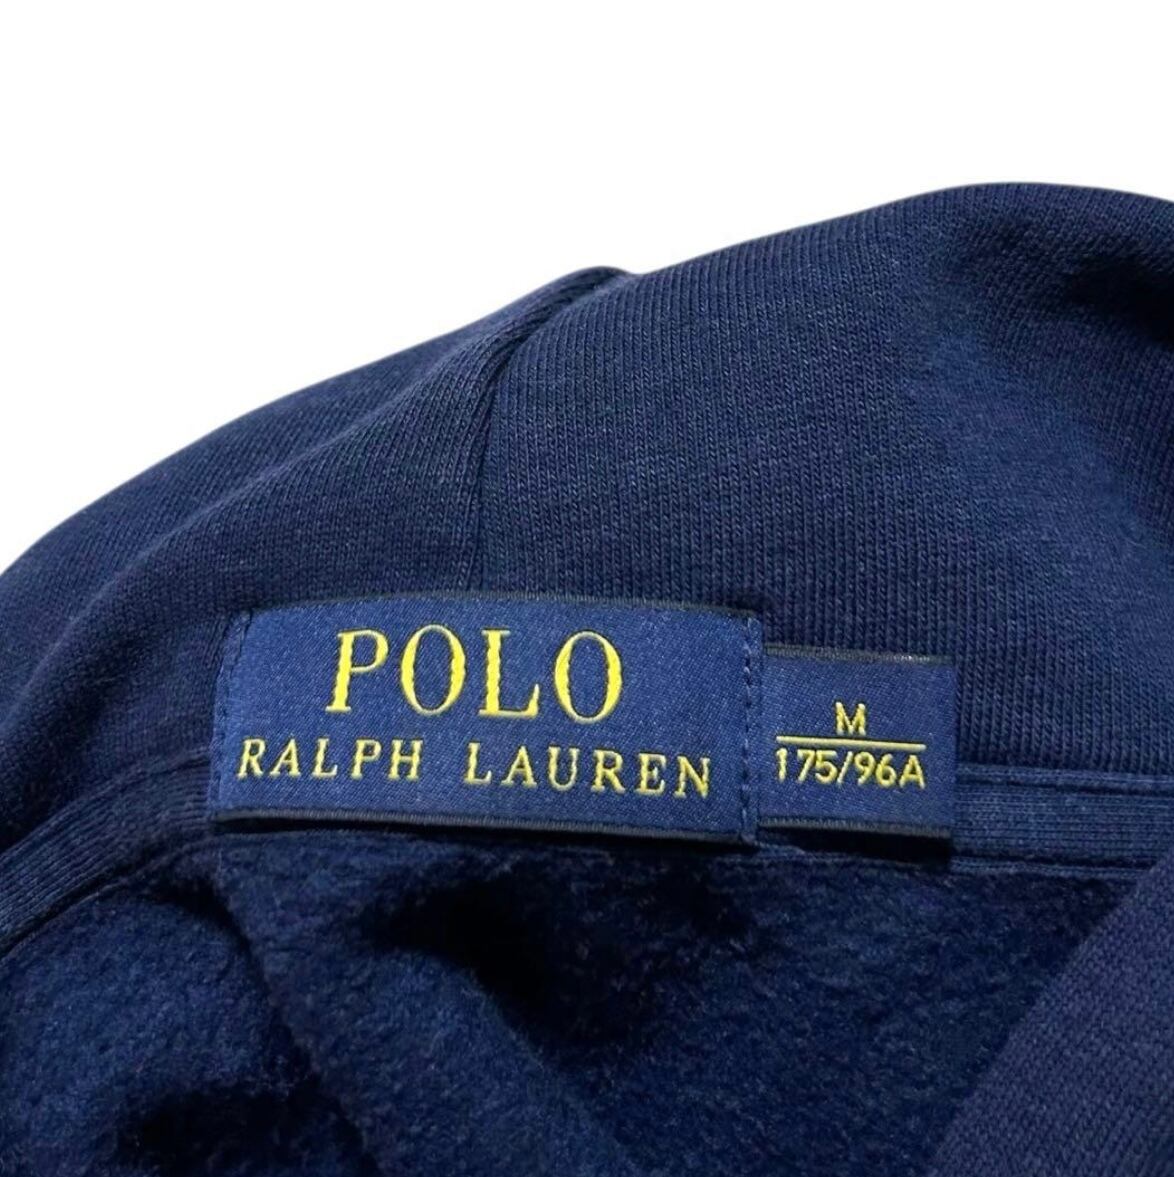 POLO
RALPH LAUREN
M
175/96A